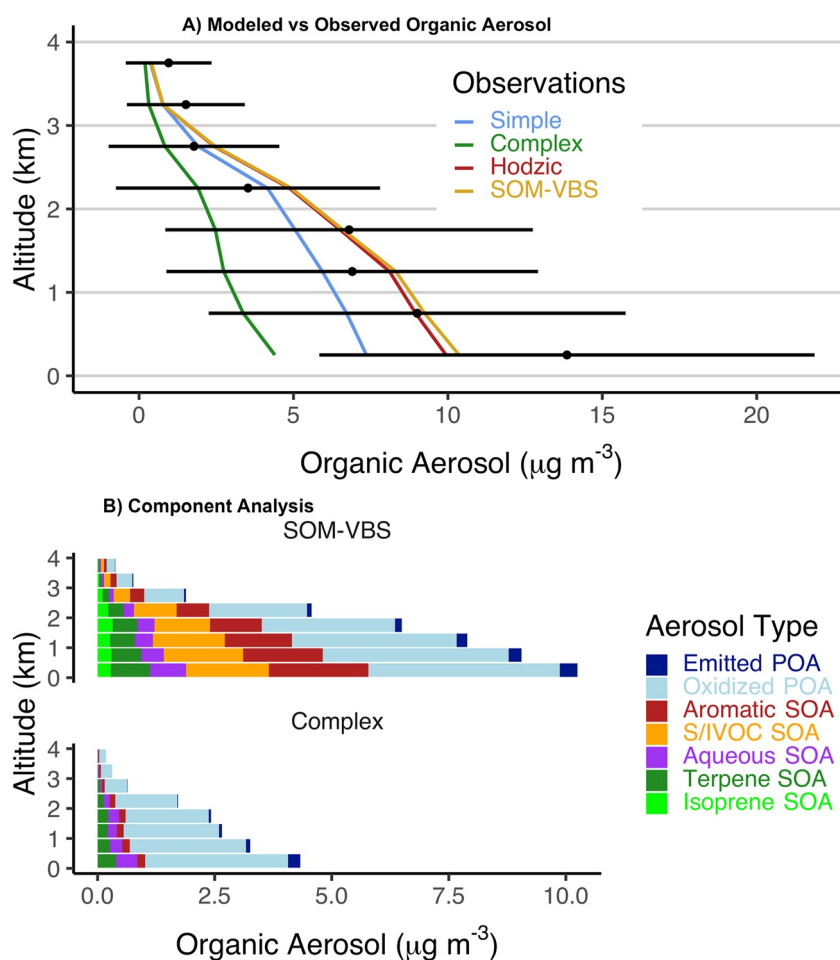 A) Modeled vs Observed Organic Aerosol
4
3
2
1
0
Altitude (km)
Observations
Simple
Complex
Hodzic
SOM-VBS
0 5 10 15 20
Organic Aerosol (μg m⁻³)
B) Component Analysis
SOM-VBS
4
3
2
1
0
Complex
4
3
2
1
0
Altitude (km)
0.0 2.5 5.0 7.5 10.0
Organic Aerosol (μg m⁻³)
Aerosol Type
Emitted POA
Oxidized POA
Aromatic SOA
S/IVOC SOA
Aqueous SOA
Terpene SOA
Isoprene SOA